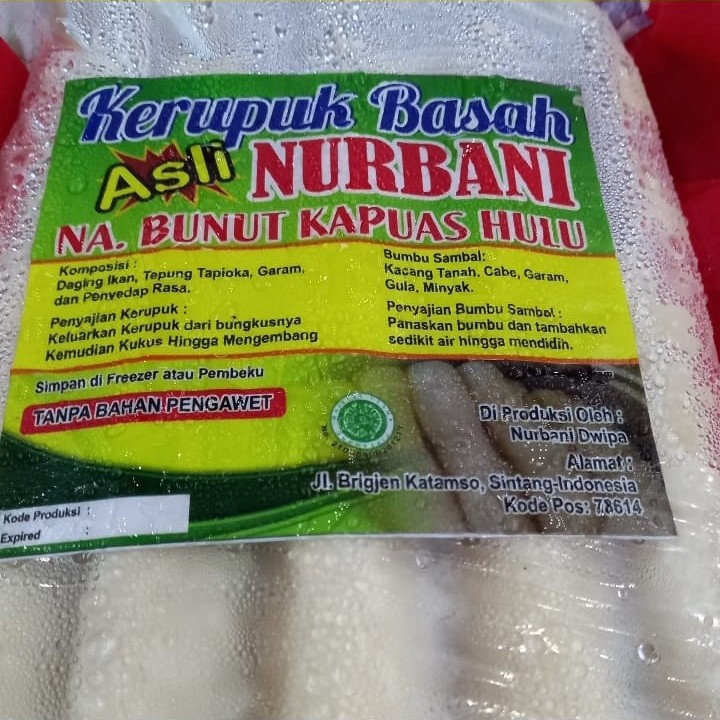 Kerupuk Basah
Asli NURBANI
NA. BUNUT KAPUAS HULU
Komposisi :
Daging Ikan, Tepung Tapioka, Garam,
dan Penyedap Rasa.
Penyajian Kerupuk :
Keluarkan Kerupuk dari bungkusnya
Kemudian Kukus Hingga Mengembang
Bumbu Sambal:
Kacang Tanah, Cabe, Garam,
Gula, Minyak.
Penyajian Bumbu Sambal :
Panaskan bumbu dan tambahkan
sedikit air hingga mendidih.
Simpan di Freezer atau Pembeku
TANPA BAHAN PENGAWET
Di Produksi Oleh :
Nurbani Dwipa
Alamat :
Jl. Brigjen Katamso, Sintang-Indonesia
Kode Pos: 78614
Kode Produksi :
Expired :